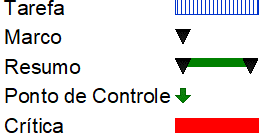 Tarefa
Marco
Resumo
Ponto de Controle
Crítica